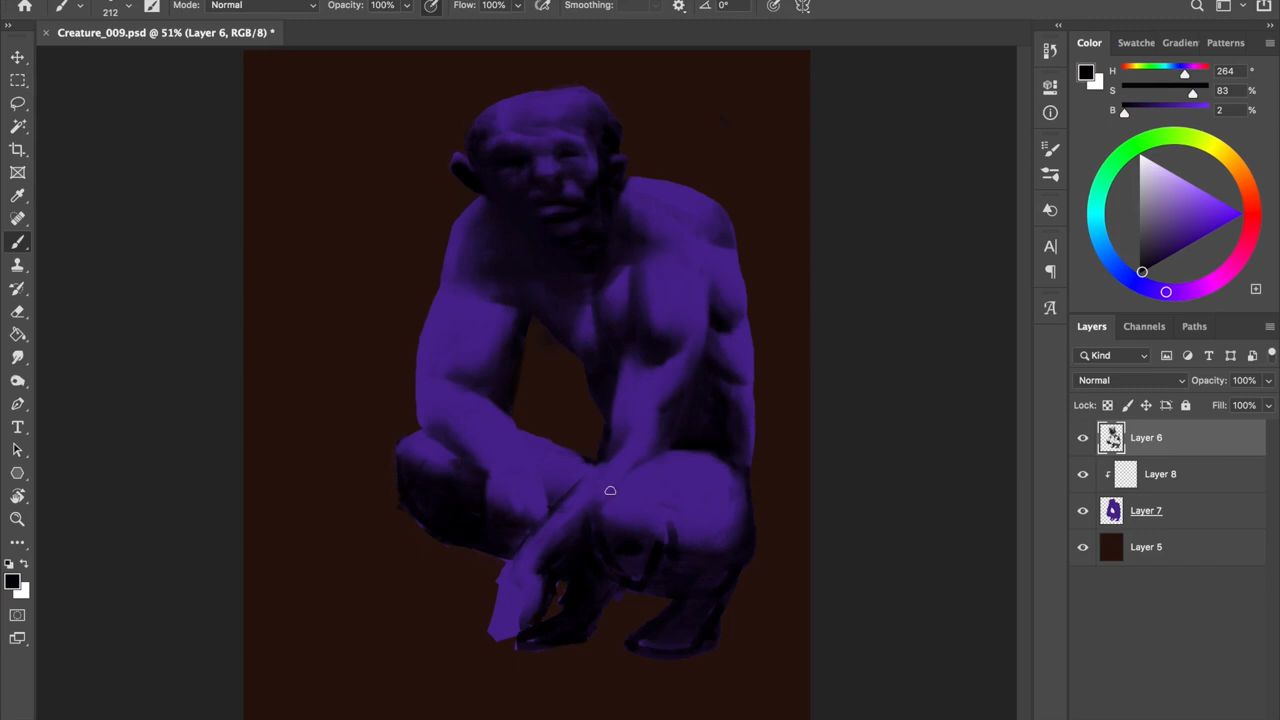 212
Mode: Normal Opacity: 100% Flow: 100% Smoothing: 0°
Creature_009.psd @ 51% (Layer 6, RGB/8) *
Color Swatche Gradien Patterns
H 264 °
S 83 %
B 2 %
Layers Channels Paths
Kind
Normal Opacity: 100%
Lock: Fill: 100%
Layer 6
Layer 8
Layer 7
Layer 5